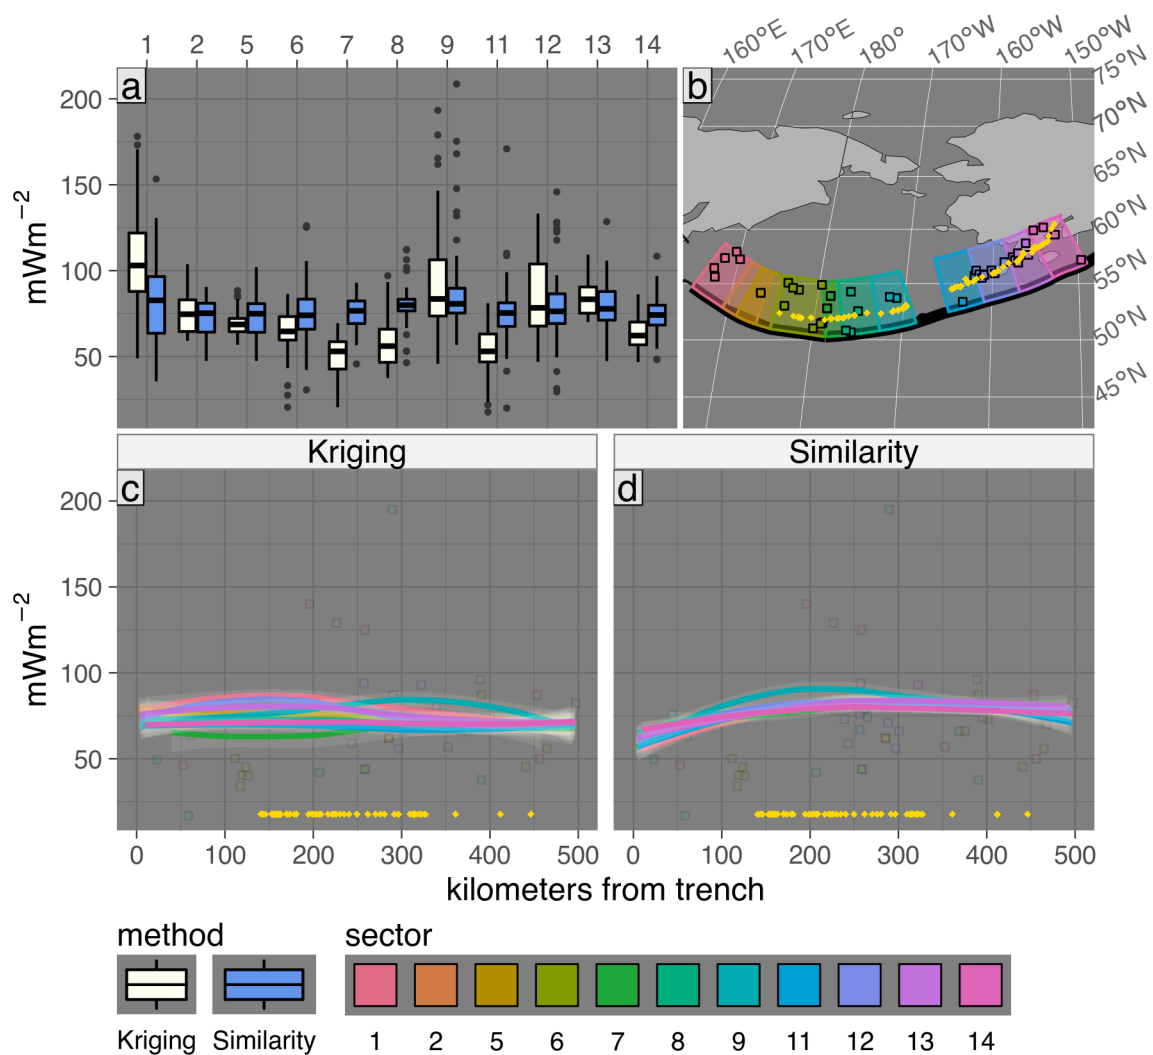 1 2 5 6 7 8 9 11 12 13 14
160°E 170°E 180° 170°W 160°W 150°W
a
b
200
150
100
50
mWm−2
75°N
70°N
65°N
60°N
55°N
50°N
45°N
Kriging
Similarity
c
d
200
150
100
50
mWm−2
0 100 200 300 400 500
0 100 200 300 400 500
kilometers from trench
method
sector
Kriging Similarity
1 2 5 6 7 8 9 11 12 13 14